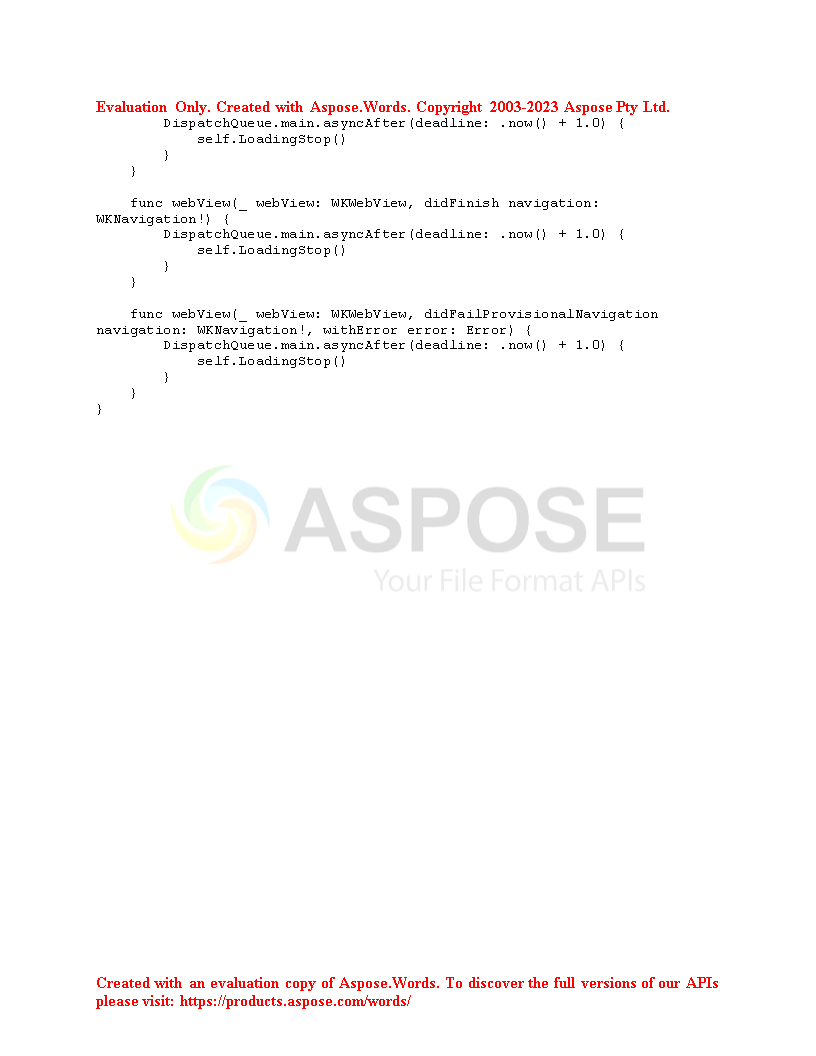 Evaluation Only. Created with Aspose.Words. Copyright 2003-2023 Aspose Pty Ltd.
        DispatchQueue.main.asyncAfter(deadline: .now() + 1.0) {
            self.LoadingStop()
        }
    }

    func webView(_ webView: WKWebView, didFinish navigation:
WKNavigation!) {
        DispatchQueue.main.asyncAfter(deadline: .now() + 1.0) {
            self.LoadingStop()
        }
    }

    func webView(_ webView: WKWebView, didFailProvisionalNavigation
navigation: WKNavigation!, withError error: Error) {
        DispatchQueue.main.asyncAfter(deadline: .now() + 1.0) {
            self.LoadingStop()
        }
    }
}
ASPOSE
Your File Format APIs
Created with an evaluation copy of Aspose.Words. To discover the full versions of our APIs
please visit: https://products.aspose.com/words/